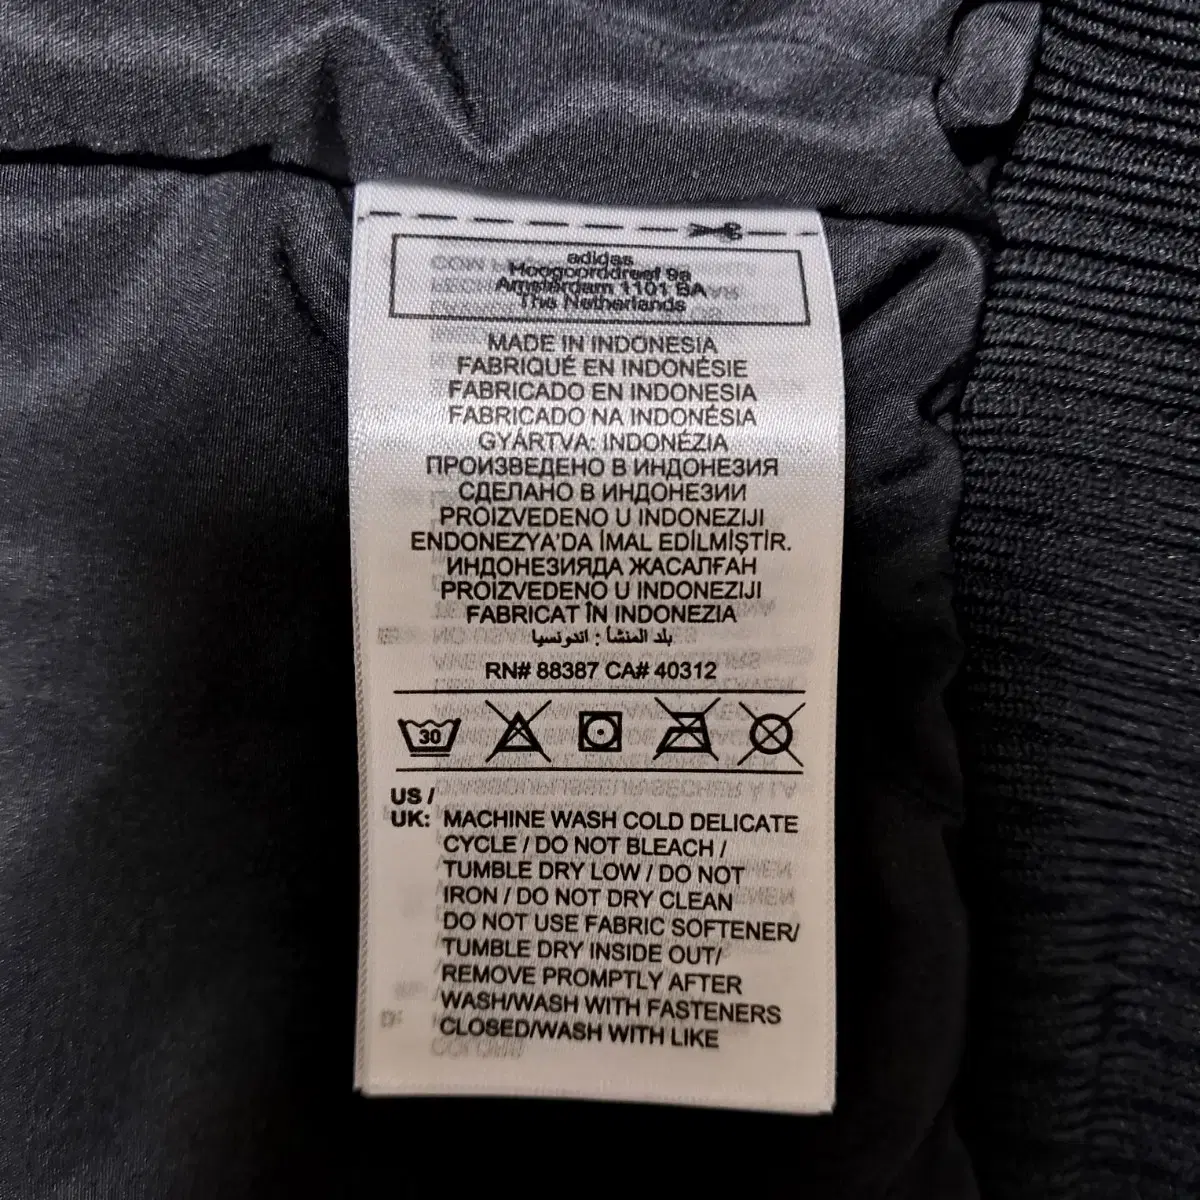 adidas
Hoogoorddreef 9a
Amsterdam 1101 BA
The Netherlands
MADE IN INDONESIA
FABRIQUÉ EN INDONÉSIE
FABRICADO EN INDONESIA
FABRICADO NA INDONÉSIA
GYÁRTVA: INDONÉZIA
ПРОИЗВЕДЕНО В ИНДОНЕЗИЯ
СДЕЛАНО В ИНДОНЕЗИИ
PROIZVEDENO U INDONEZIJI
ENDONEZYA'DA İMAL EDİLMİŞTİR.
ИНДОНЕЗИЯДА ЖАСАЛҒАН
PROIZVEDENO U INDONEZIJI
FABRICAT ÎN INDONEZIA
بلد المنشأ : اندونسيا
RN# 88387 CA# 40312
30
US /
UK: MACHINE WASH COLD DELICATE
CYCLE / DO NOT BLEACH /
TUMBLE DRY LOW / DO NOT
IRON / DO NOT DRY CLEAN
DO NOT USE FABRIC SOFTENER/
TUMBLE DRY INSIDE OUT/
REMOVE PROMPTLY AFTER
WASH/WASH WITH FASTENERS
CLOSED/WASH WITH LIKE